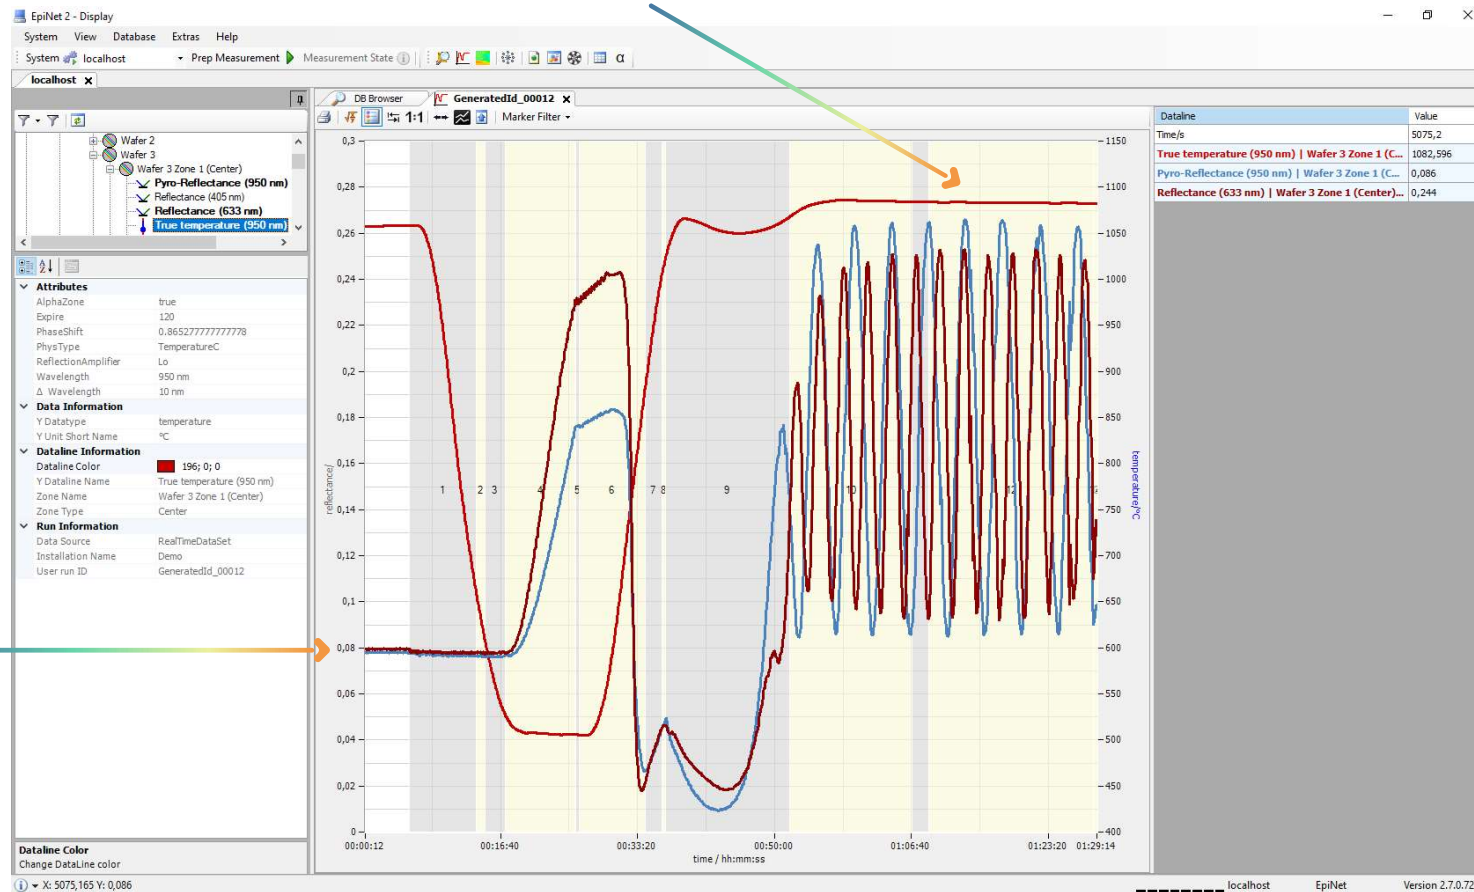 EpiNet 2 - Display
System View Database Extras Help
System localhost Prep Measurement Measurement State α
localhost
DB Browser GeneratedId_00012
1:1 Marker Filter
Wafer 2
Wafer 3
Wafer 3 Zone 1 (Center)
Pyro-Reflectance (950 nm)
Reflectance (405 nm)
Reflectance (633 nm)
True temperature (950 nm)
Attributes
AlphaZone true
Expire 120
PhaseShift 0.865277777777778
PhysType TemperatureC
ReflectionAmplifier Lo
Wavelength 950 nm
Δ Wavelength 10 nm
Data Information
Y Datatype temperature
Y Unit Short Name °C
Dataline Information
Dataline Color 196; 0; 0
Y Dataline Name True temperature (950 nm)
Zone Name Wafer 3 Zone 1 (Center)
Zone Type Center
Run Information
Data Source RealTimeDataSet
Installation Name Demo
User run ID GeneratedId_00012
Dataline Color
Change DataLine color
0,3
0,28
0,26
0,24
0,22
0,2
0,18
0,16
0,14
0,12
0,1
0,08
0,06
0,04
0,02
0
reflectance/
1 2 3 4 5 6 7 8 9 10 12
1150
1100
1050
1000
950
900
850
800
750
700
650
600
550
500
450
400
temperature/°C
00:00:12 00:16:40 00:33:20 00:50:00 01:06:40 01:23:20 01:29:14
time / hh:mm:ss
Dataline Value
Time/s 5075,2
True temperature (950 nm) | Wafer 3 Zone 1 (C... 1082,596
Pyro-Reflectance (950 nm) | Wafer 3 Zone 1 (C... 0,086
Reflectance (633 nm) | Wafer 3 Zone 1 (Center)... 0,244
X: 5075,165 Y: 0,086
localhost EpiNet Version 2.7.0.72